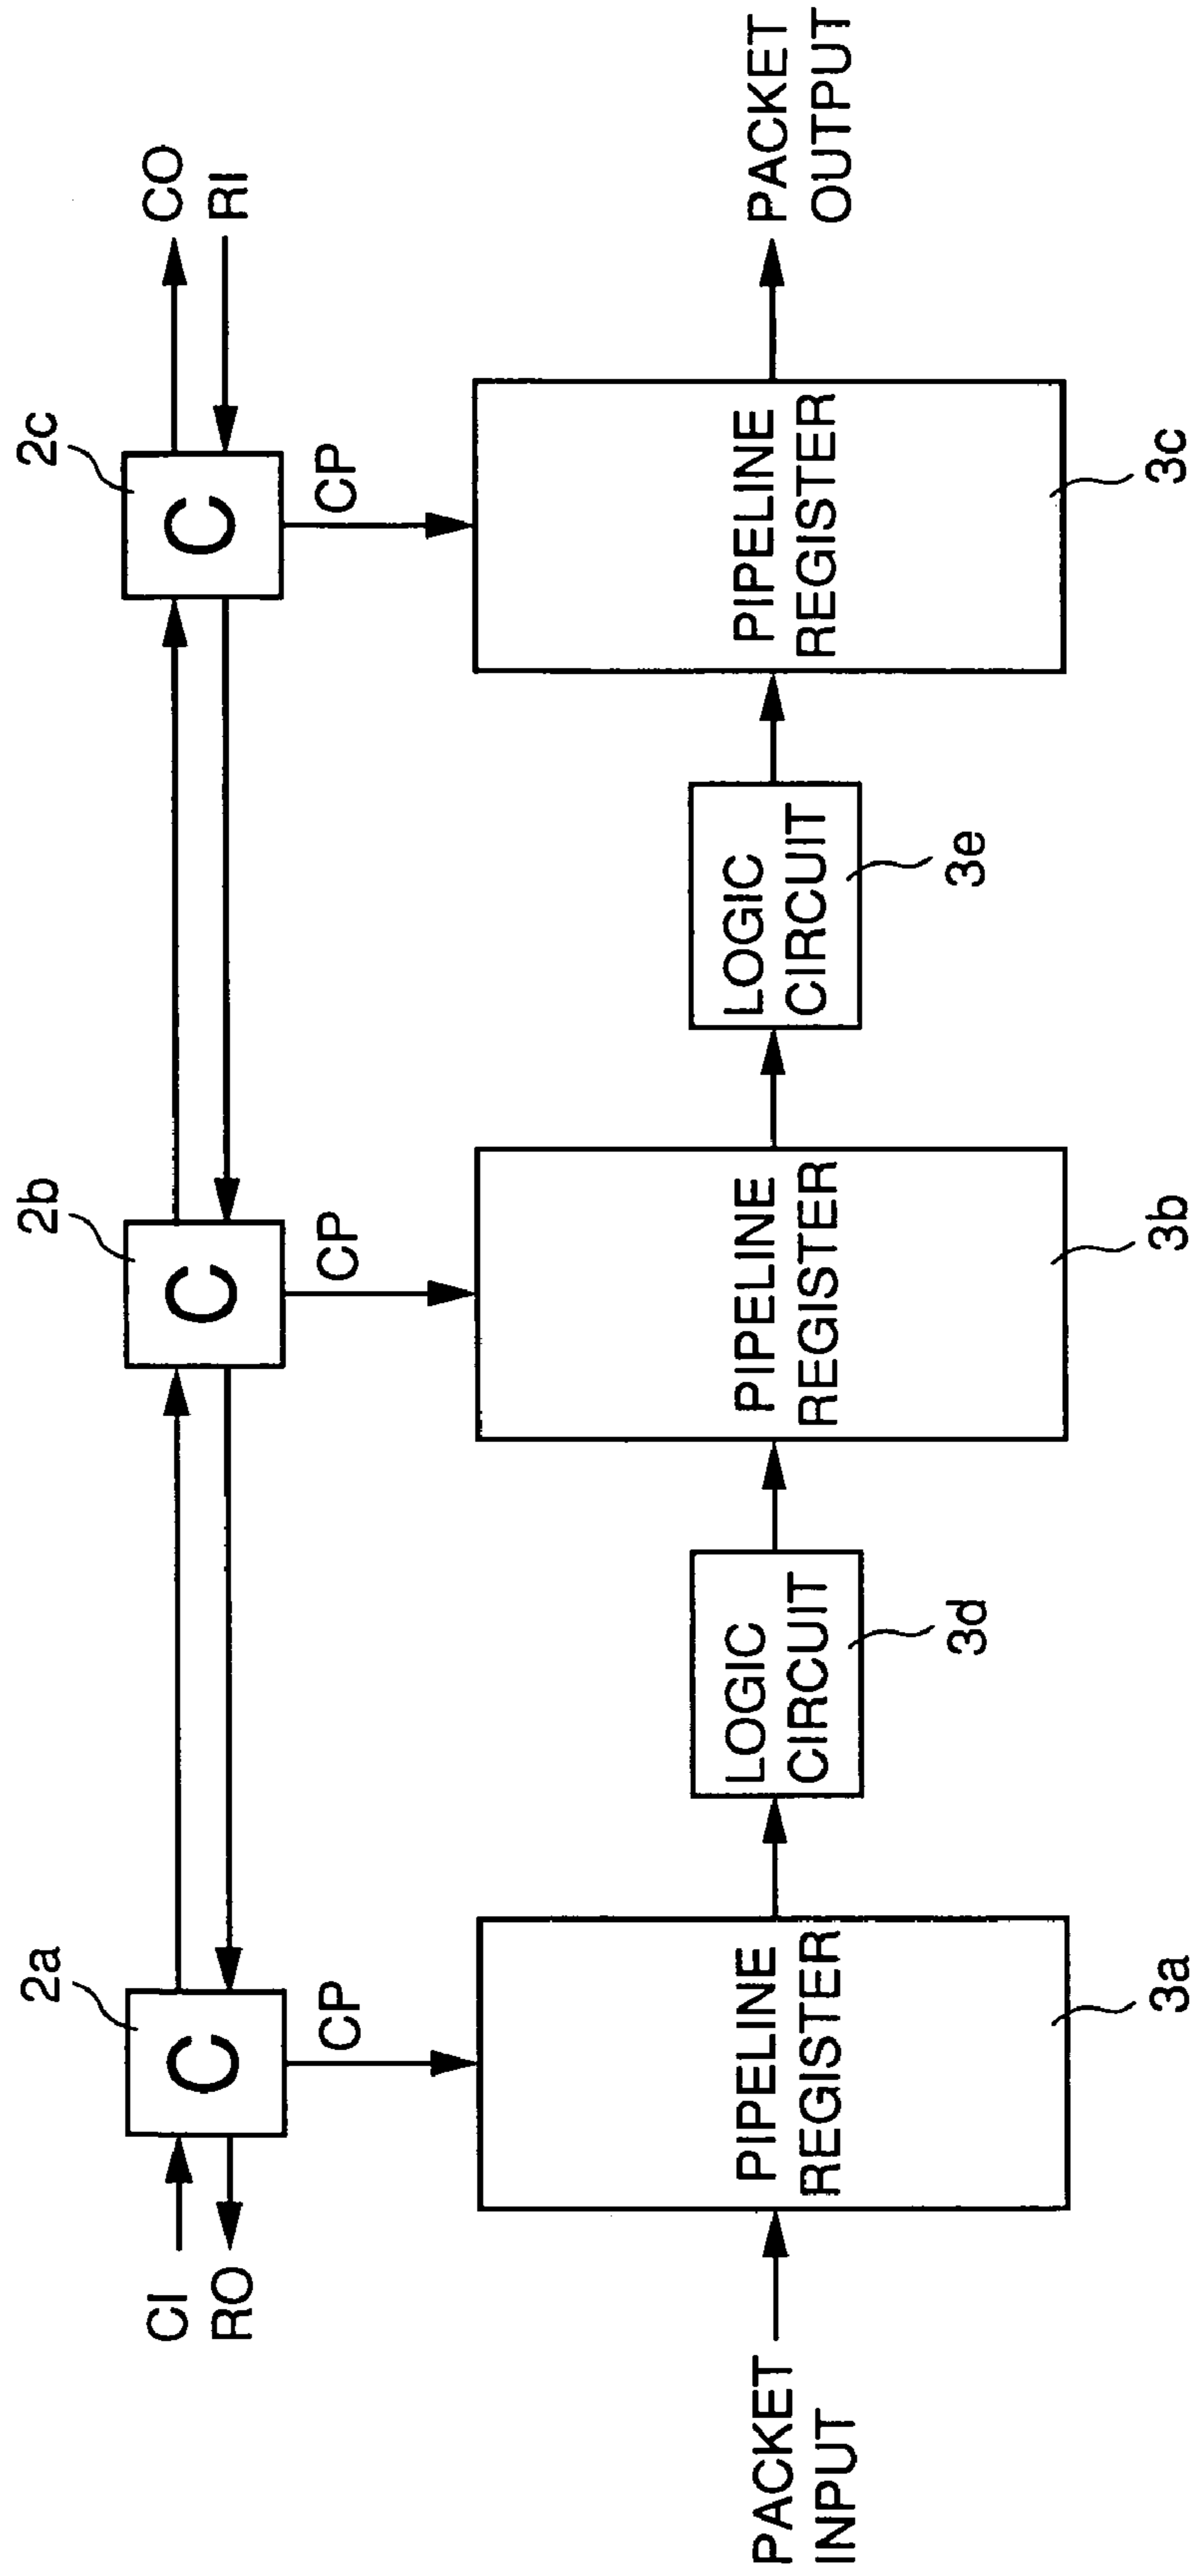 2a
2b
2c
CI
RO
C
C
C
CO
RI
CP
CP
CP
PACKET
INPUT
PIPELINE
REGISTER
LOGIC
CIRCUIT
PIPELINE
REGISTER
LOGIC
CIRCUIT
PIPELINE
REGISTER
PACKET
OUTPUT
3d
3e
3a
3b
3c